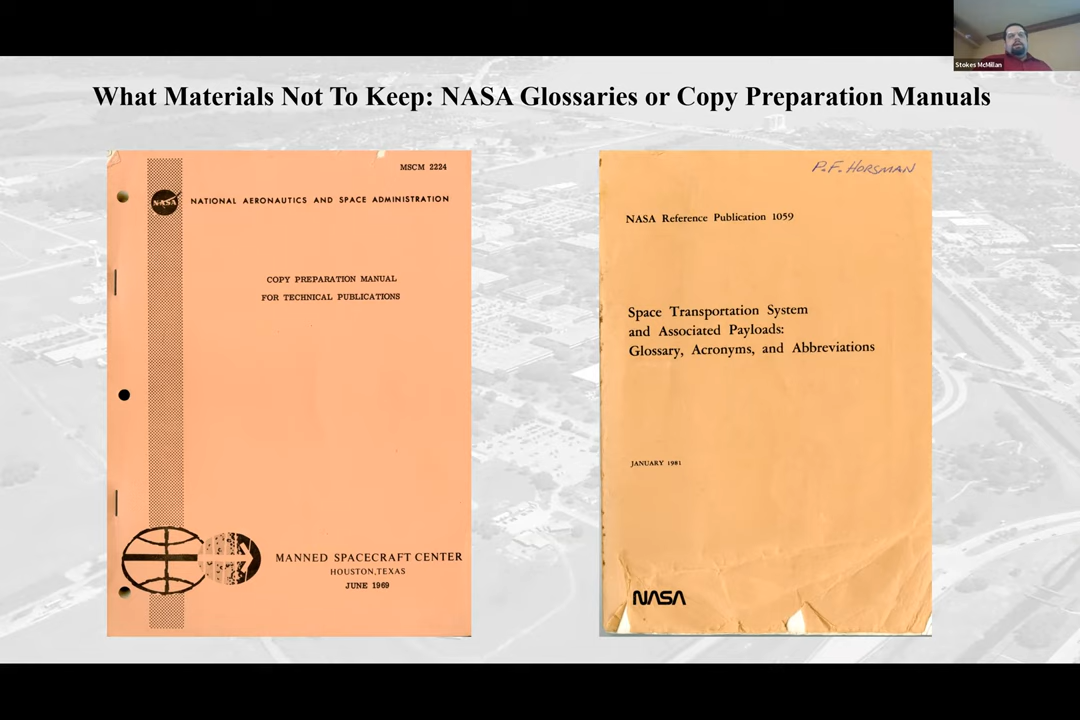 Stokes McMillan
What Materials Not To Keep: NASA Glossaries or Copy Preparation Manuals
MSCM 2224
NASA
NATIONAL AERONAUTICS AND SPACE ADMINISTRATION
COPY PREPARATION MANUAL
FOR TECHNICAL PUBLICATIONS
MANNED SPACECRAFT CENTER
HOUSTON, TEXAS
JUNE 1969
P.F. HORSMAN
NASA Reference Publication 1059
Space Transportation System
and Associated Payloads:
Glossary, Acronyms, and Abbreviations
JANUARY 1981
NASA